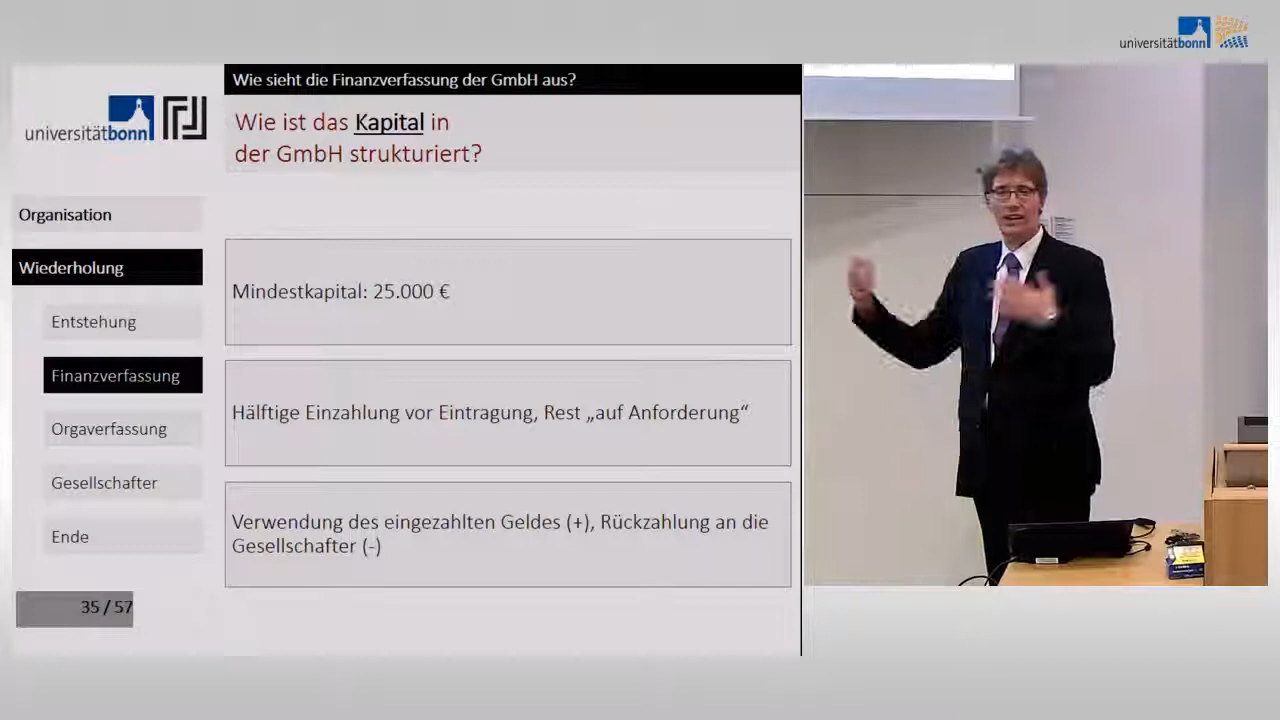 universitätbonn
Wie sieht die Finanzverfassung der GmbH aus?
universitätbonn
Wie ist das Kapital in
der GmbH strukturiert?
Organisation
Wiederholung
Entstehung
Finanzverfassung
Orgaverfassung
Gesellschafter
Ende
35 / 57
Mindestkapital: 25.000 €
Hälftige Einzahlung vor Eintragung, Rest „auf Anforderung“
Verwendung des eingezahlten Geldes (+), Rückzahlung an die
Gesellschafter (-)